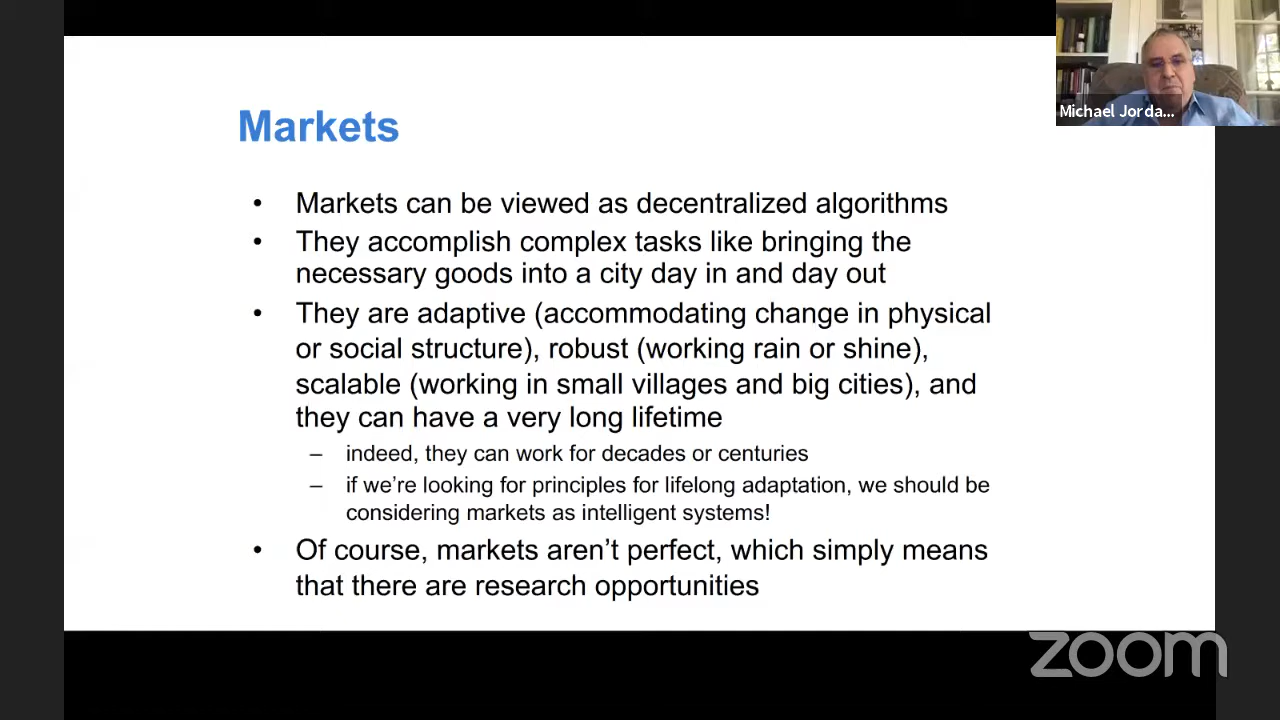 Michael Jorda...
Markets
• Markets can be viewed as decentralized algorithms
• They accomplish complex tasks like bringing the
necessary goods into a city day in and day out
• They are adaptive (accommodating change in physical
or social structure), robust (working rain or shine),
scalable (working in small villages and big cities), and
they can have a very long lifetime
– indeed, they can work for decades or centuries
– if we’re looking for principles for lifelong adaptation, we should be
considering markets as intelligent systems!
• Of course, markets aren’t perfect, which simply means
that there are research opportunities
zoom